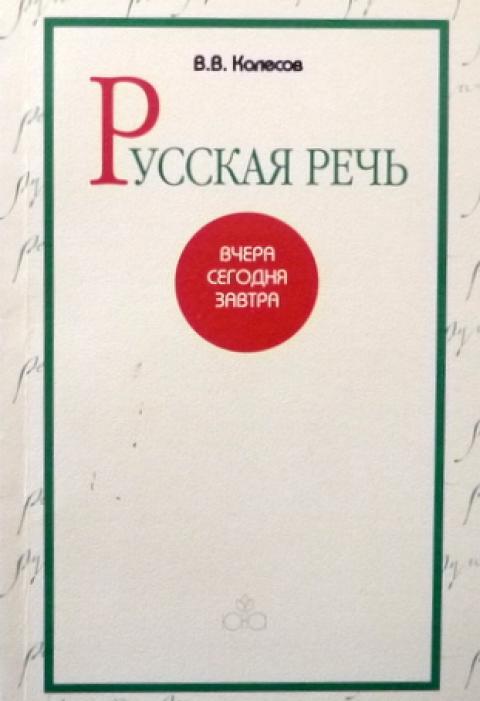 В.В. Колесов
Русская речь
вчера
сегодня
завтра